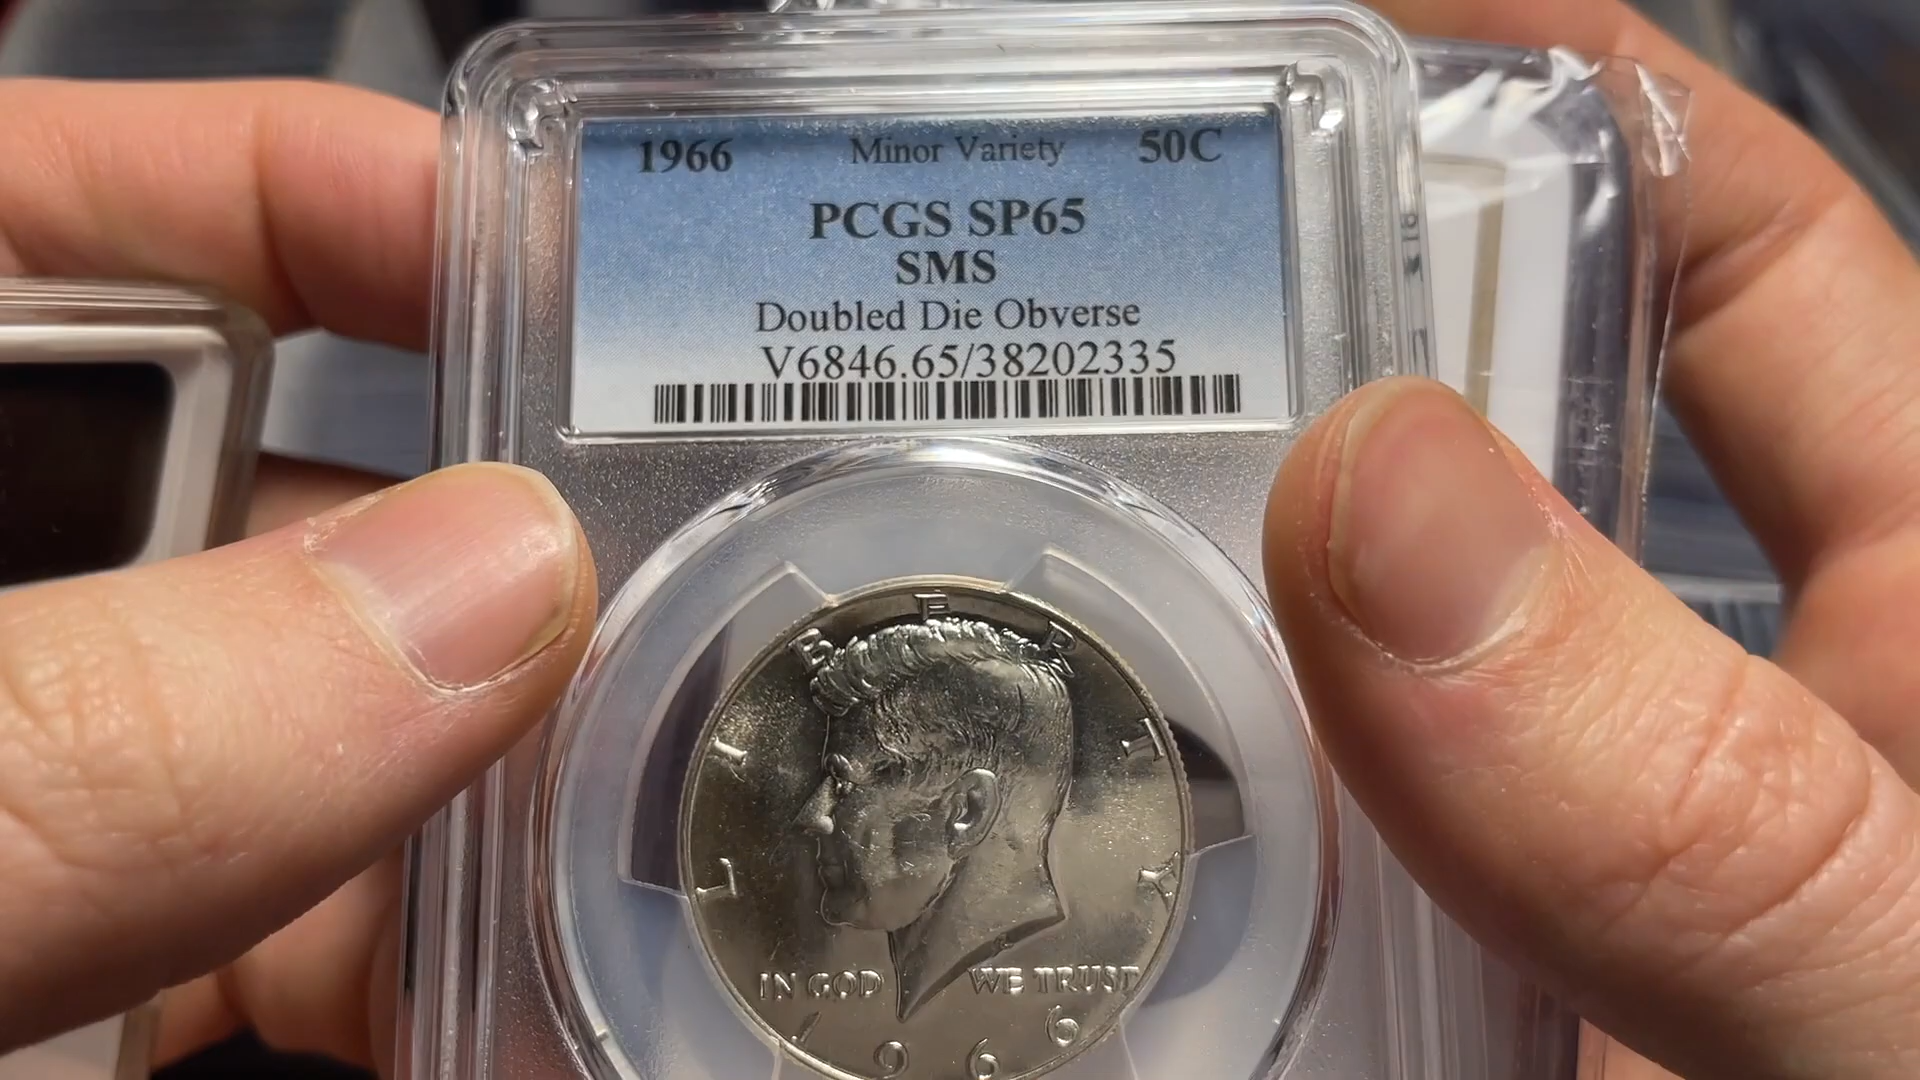 1966 Minor Variety 50C
PCGS SP65
SMS
Doubled Die Obverse
V6846.65/38202335
LIBERTY
IN GOD WE TRUST
1966